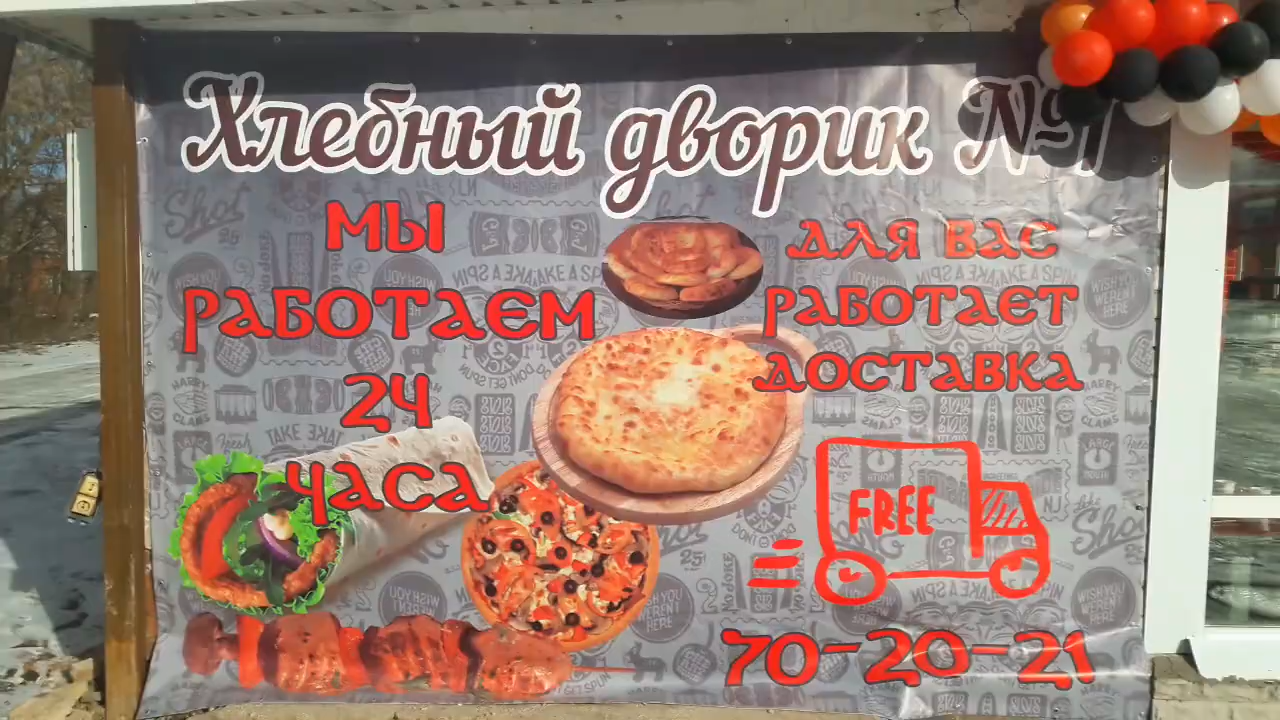 Хлебный дворик №1
МЫ
РАБОТАЕМ
24
ЧАСА
ДЛЯ ВАС
РАБОТАЕТ
ДОСТАВКА
FREE
70-20-21